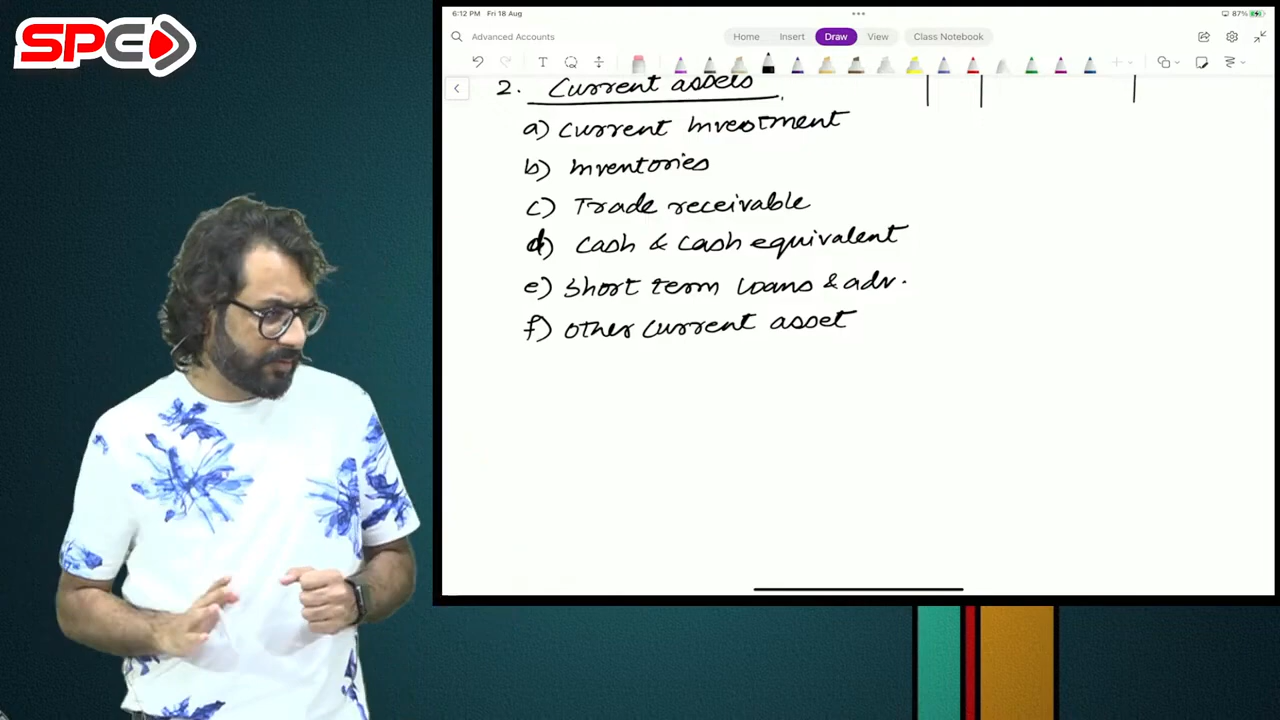 SPE
6:12 PM Fri 18 Aug
87%
Advanced Accounts
Home Insert Draw View Class Notebook
2. Current assets
a) Current Investment
b) Inventories
c) Trade receivable
d) Cash & Cash equivalent
e) Short term loans & adv.
f) other current asset